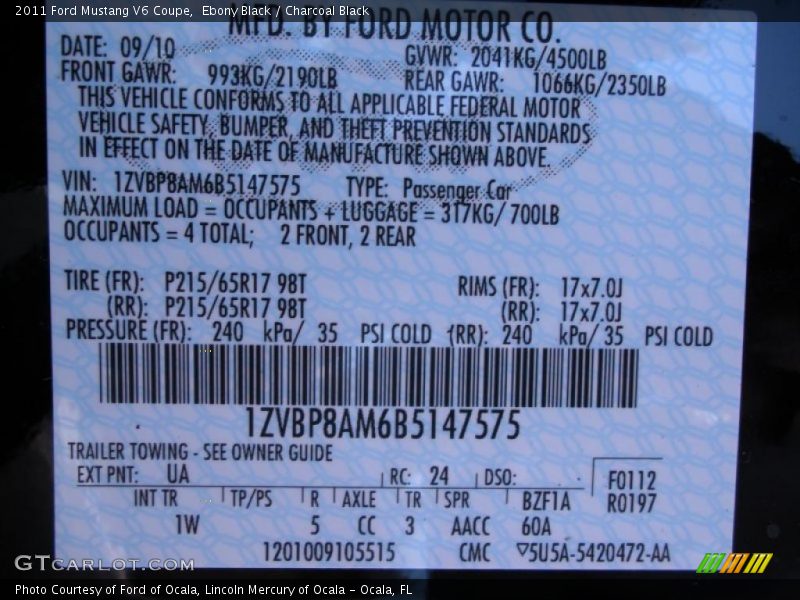 2011 Ford Mustang V6 Coupe,  Ebony Black / Charcoal Black
MFD. BY FORD MOTOR CO.
DATE: 09/10 GVWR: 2041KG/4500LB
FRONT GAWR: 993KG/2190LB REAR GAWR: 1066KG/2350LB
THIS VEHICLE CONFORMS TO ALL APPLICABLE FEDERAL MOTOR
VEHICLE SAFETY, BUMPER, AND THEFT PREVENTION STANDARDS
IN EFFECT ON THE DATE OF MANUFACTURE SHOWN ABOVE.
VIN: 1ZVBP8AM6B5147575 TYPE: Passenger Car
MAXIMUM LOAD = OCCUPANTS + LUGGAGE = 317KG/ 700LB
OCCUPANTS = 4 TOTAL; 2 FRONT, 2 REAR
TIRE (FR): P215/65R17 98T RIMS (FR): 17x7.0J
(RR): P215/65R17 98T (RR): 17x7.0J
PRESSURE (FR): 240 kPa/ 35 PSI COLD (RR): 240 kPa/ 35 PSI COLD
1ZVBP8AM6B5147575
TRAILER TOWING - SEE OWNER GUIDE
EXT PNT: UA RC: 24 DSO: F0112
INT TR TP/PS R AXLE TR SPR BZF1A R0197
1W 5 CC 3 AACC 60A
1201009105515 CMC ▽5U5A-5420472-AA
GTcarlot.com
Photo Courtesy of Ford of Ocala, Lincoln Mercury of Ocala - Ocala, FL